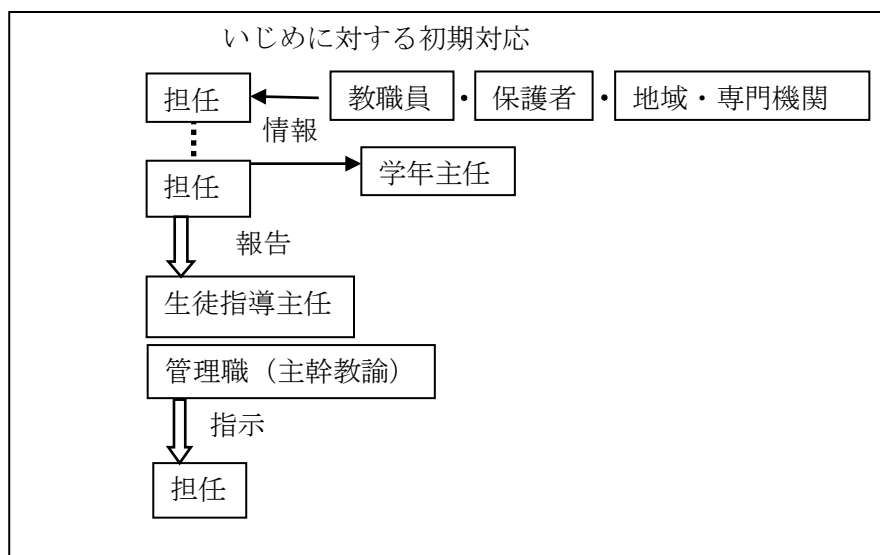 いじめに対する初期対応
担任 教職員・保護者・地域・専門機関
情報
担任 学年主任
報告
生徒指導主任
管理職（主幹教諭）
指示
担任